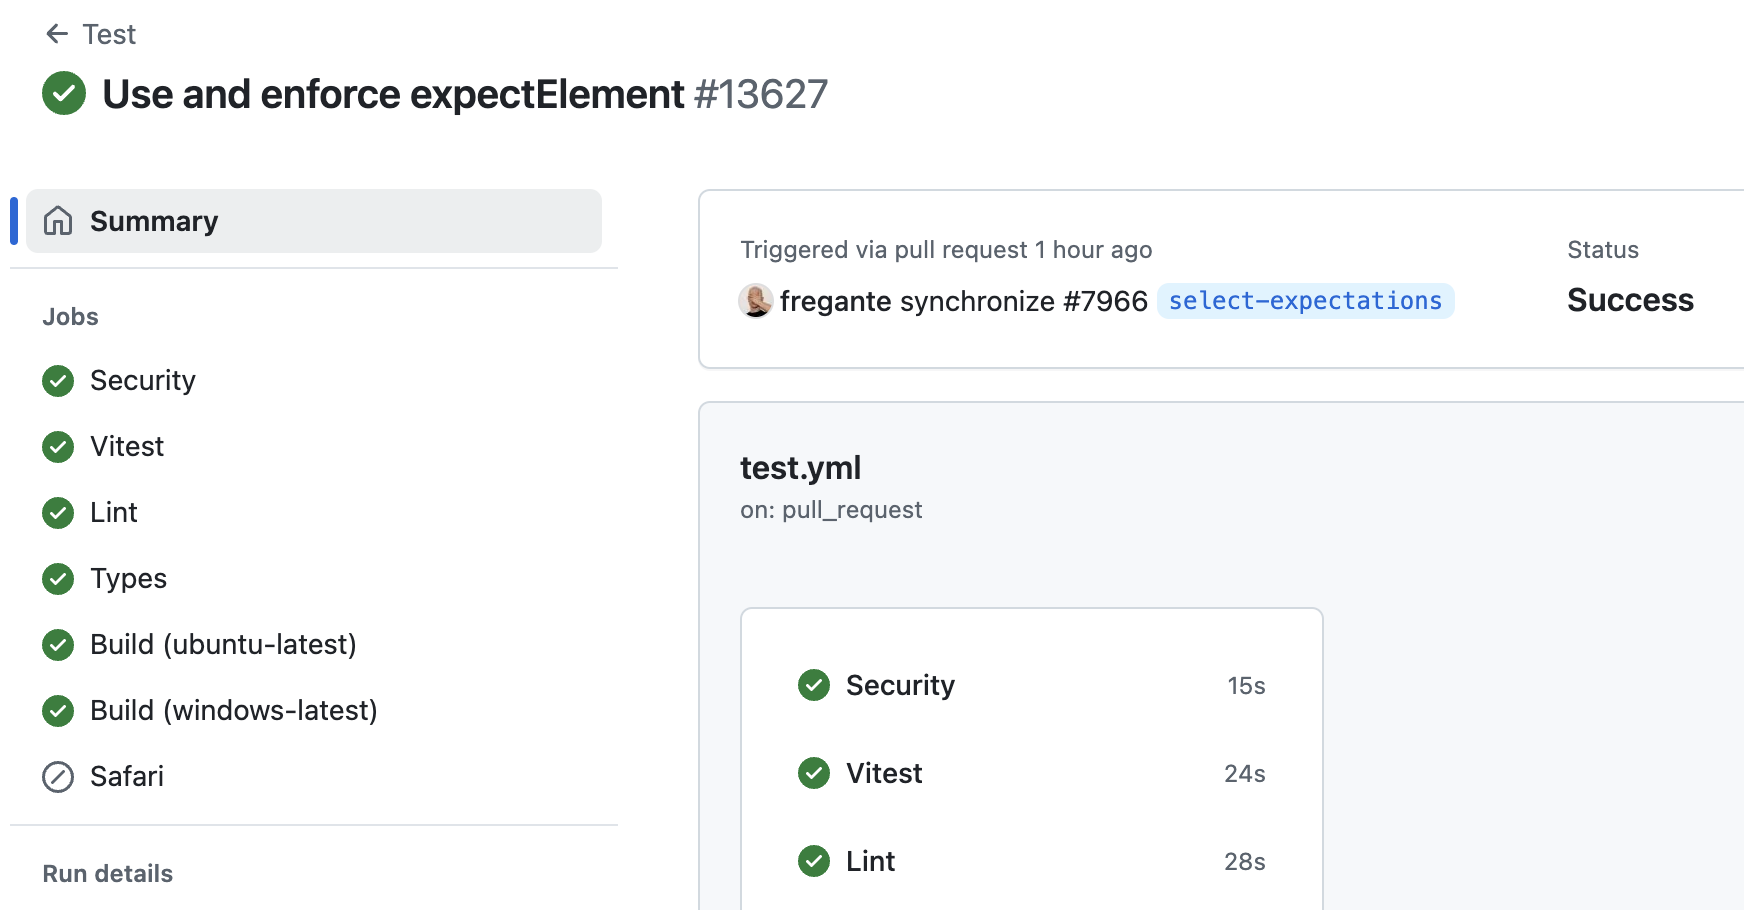 Test
Use and enforce expectElement #13627
Summary
Jobs
Security
Vitest
Lint
Types
Build (ubuntu-latest)
Build (windows-latest)
Safari
Run details
Triggered via pull request 1 hour ago
fregante synchronize #7966 select-expectations
Status
Success
test.yml
on: pull_request
Security 15s
Vitest 24s
Lint 28s